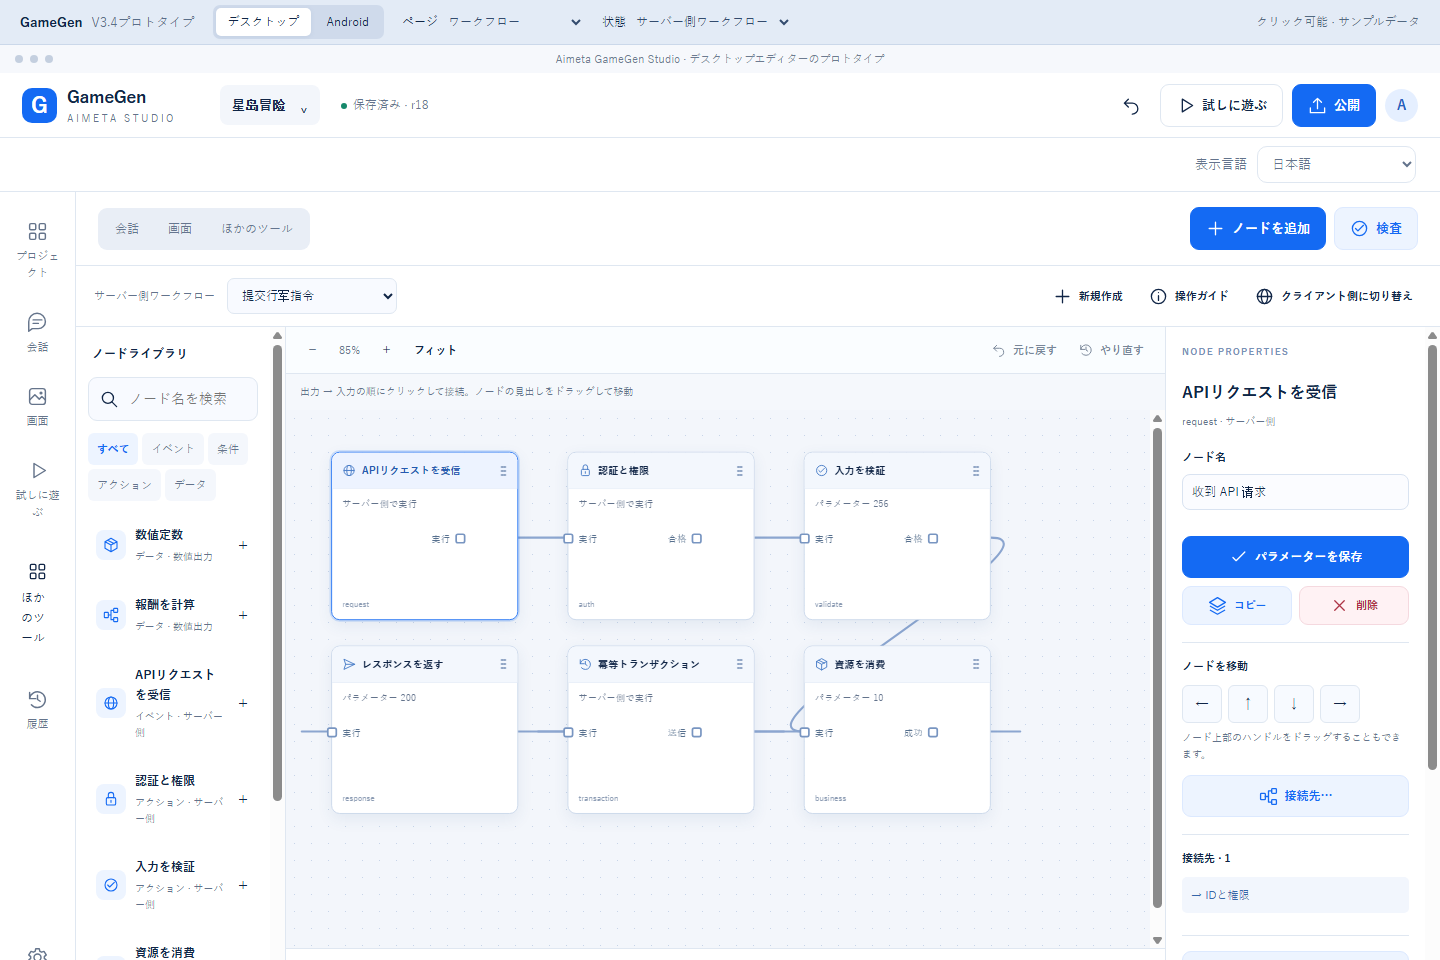 GameGen V3.4プロトタイプ デスクトップ Android ページ ワークフロー 状態 サーバー側ワークフロー クリック可能 · サンプルデータ
Aimeta GameGen Studio · デスクトップエディターのプロトタイプ
G GameGen
AIMETA STUDIO
星岛冒险
保存済み · r18
試しに遊ぶ
公開
A
表示言語 日本語
プロジェ
クト
会話
画面
試しに遊
ぶ
ほか
のツ
ール
履歴
会話 画面 ほかのツール
ノードを追加 検査
サーバー側ワークフロー 提交行军指令
新規作成 操作ガイド クライアント側に切り替え
ノードライブラリ
ノード名を検索
すべて イベント 条件
アクション データ
数値定数
データ · 数値出力
+
報酬を計算
データ · 数値出力
+
APIリクエスト
を受信
イベント · サーバー
側
+
認証と権限
アクション · サーバ
ー側
+
入力を検証
アクション · サーバ
ー側
+
資源を消費
− 85% + フィット
元に戻す やり直す
出力 → 入力の順にクリックして接続。ノードの見出しをドラッグして移動
APIリクエストを受信
サーバー側で実行
実行
request
認証と権限
サーバー側で実行
実行 合格
auth
入力を検証
パラメーター 256
実行 合格
validate
レスポンスを返す
パラメーター 200
実行
response
冪等トランザクション
サーバー側で実行
実行 送信
transaction
資源を消費
パラメーター 10
実行 成功
business
NODE PROPERTIES
APIリクエストを受信
request · サーバー側
ノード名
收到 API 请求
パラメーターを保存
コピー 削除
ノードを移動
← ↑ ↓ →
ノード上部のハンドルをドラッグすることもでき
ます。
接続先…
接続先 · 1
→ IDと権限